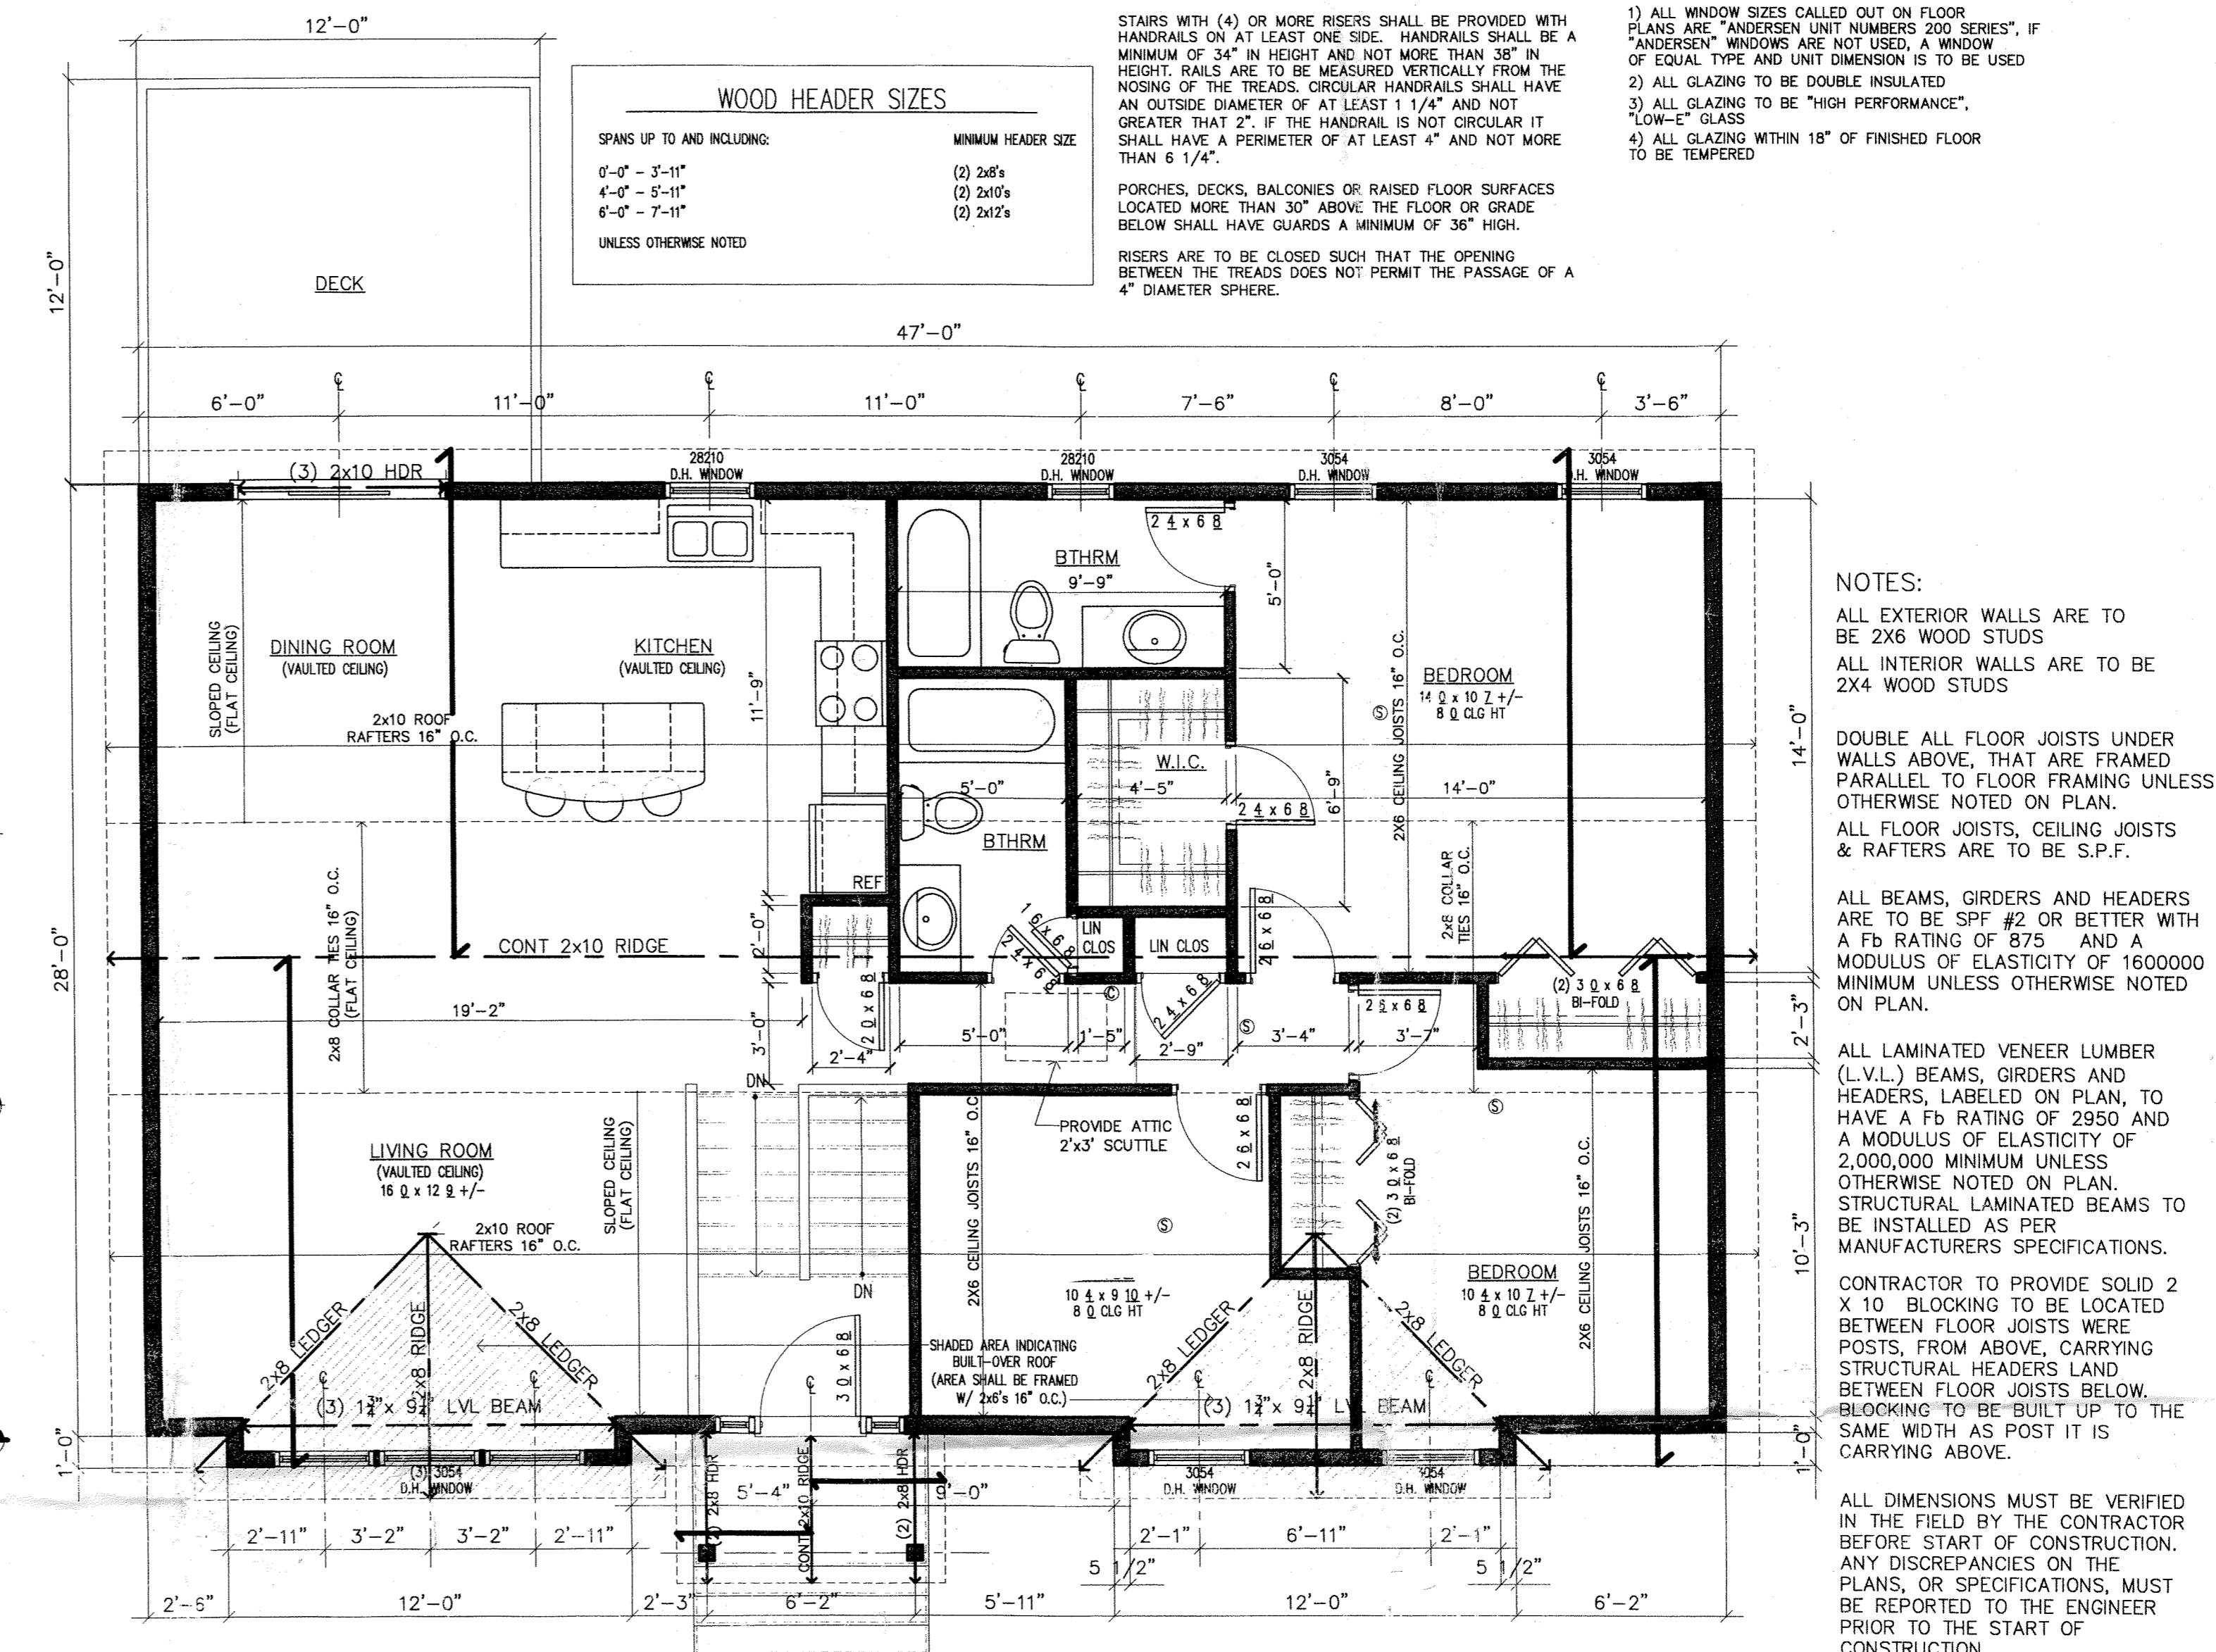 12'-0"
12'-0"
DECK
WOOD HEADER SIZES
SPANS UP TO AND INCLUDING: MINIMUM HEADER SIZE
0'-0" - 3'-11" (2) 2x8's
4'-0" - 5'-11" (2) 2x10's
6'-0" - 7'-11" (2) 2x12's
UNLESS OTHERWISE NOTED
STAIRS WITH (4) OR MORE RISERS SHALL BE PROVIDED WITH
HANDRAILS ON AT LEAST ONE SIDE. HANDRAILS SHALL BE A
MINIMUM OF 34" IN HEIGHT AND NOT MORE THAN 38" IN
HEIGHT. RAILS ARE TO BE MEASURED VERTICALLY FROM THE
NOSING OF THE TREADS. CIRCULAR HANDRAILS SHALL HAVE
AN OUTSIDE DIAMETER OF AT LEAST 1 1/4" AND NOT
GREATER THAT 2". IF THE HANDRAIL IS NOT CIRCULAR IT
SHALL HAVE A PERIMETER OF AT LEAST 4" AND NOT MORE
THAN 6 1/4".
PORCHES, DECKS, BALCONIES OR RAISED FLOOR SURFACES
LOCATED MORE THAN 30" ABOVE THE FLOOR OR GRADE
BELOW SHALL HAVE GUARDS A MINIMUM OF 36" HIGH.
RISERS ARE TO BE CLOSED SUCH THAT THE OPENING
BETWEEN THE TREADS DOES NOT PERMIT THE PASSAGE OF A
4" DIAMETER SPHERE.
1) ALL WINDOW SIZES CALLED OUT ON FLOOR
PLANS ARE "ANDERSEN UNIT NUMBERS 200 SERIES", IF
"ANDERSEN" WINDOWS ARE NOT USED, A WINDOW
OF EQUAL TYPE AND UNIT DIMENSION IS TO BE USED
2) ALL GLAZING TO BE DOUBLE INSULATED
3) ALL GLAZING TO BE "HIGH PERFORMANCE",
"LOW-E" GLASS
4) ALL GLAZING WITHIN 18" OF FINISHED FLOOR
TO BE TEMPERED
47'-0"
6'-0" 11'-0" 11'-0" 7'-6" 8'-0" 3'-6"
(3) 2x10 HDR
28210
D.H. WINDOW
28210
D.H. WINDOW
3054
D.H. WINDOW
3054
D.H. WINDOW
2 4 x 6 8
BTHRM
9'-9"
5'-0"
DINING ROOM
(VAULTED CEILING)
KITCHEN
(VAULTED CEILING)
SLOPED CEILING
(FLAT CEILING)
2x10 ROOF
RAFTERS 16" O.C.
11'-9"
BEDROOM
14 0 x 10 7 +/-
8 0 CLG HT
S
2X6 CEILING JOISTS 16" O.C.
14'-0"
W.I.C.
5'-0"
4'-5"
6'-9"
14'-0"
2 4 x 6 8
BTHRM
REF
2x8 COLLAR
TIES 16" O.C.
28'-0"
2x8 COLLAR TIES 16" O.C.
(FLAT CEILING)
CONT 2x10 RIDGE
2'-0"
1 6 x 6 8
2 4 x 6 8
LIN
CLOS
LIN CLOS
2 6 x 6 8
(2) 3 0 x 6 8
BI-FOLD
19'-2"
3'-0"
2'-4"
2 0 x 6 8
5'-0"
C
1'-5"
2 4 x 6 8
2'-9"
S
3'-4"
2 6 x 6 8
3'-7"
2'-3"
DN
DN
PROVIDE ATTIC
2'x3' SCUTTLE
2 6 x 6 8
S
LIVING ROOM
(VAULTED CEILING)
16 0 x 12 9 +/-
SLOPED CEILING
(FLAT CEILING)
2x10 ROOF
RAFTERS 16" O.C.
2X6 CEILING JOISTS 16" O.C.
S
(2) 3 0 x 6 8
BI-FOLD
10 4 x 9 10 +/-
8 0 CLG HT
BEDROOM
10 4 x 10 7 +/-
8 0 CLG HT
2X6 CEILING JOISTS 16" O.C.
10'-3"
SHADED AREA INDICATING
BUILT-OVER ROOF
(AREA SHALL BE FRAMED
W/ 2x6's 16" O.C.)
2x8 LEDGER
2x8 RIDGE
2x8 LEDGER
3 0 x 6 8
2x8 LEDGER
2x8 RIDGE
2x8 LEDGER
(3) 1¾"x 9¼" LVL BEAM
(3) 1¾"x 9¼" LVL BEAM
1'-0"
1'-0"
(3) 3054
D.H. WINDOW
3054
D.H. WINDOW
3054
D.H. WINDOW
(2) 2x8 HDR
CONT 2x10 RIDGE
(2) 2x8 HDR
5'-4"
9'-0"
2'-11" 3'-2" 3'-2" 2'-11"
2'-1" 6'-11" 2'-1"
5 1/2"
5 1/2"
2'-6" 12'-0" 2'-3" 6'-2" 5'-11" 12'-0" 6'-2"
NOTES:
ALL EXTERIOR WALLS ARE TO
BE 2X6 WOOD STUDS
ALL INTERIOR WALLS ARE TO BE
2X4 WOOD STUDS
DOUBLE ALL FLOOR JOISTS UNDER
WALLS ABOVE, THAT ARE FRAMED
PARALLEL TO FLOOR FRAMING UNLESS
OTHERWISE NOTED ON PLAN.
ALL FLOOR JOISTS, CEILING JOISTS
& RAFTERS ARE TO BE S.P.F.
ALL BEAMS, GIRDERS AND HEADERS
ARE TO BE SPF #2 OR BETTER WITH
A Fb RATING OF 875 AND A
MODULUS OF ELASTICITY OF 1600000
MINIMUM UNLESS OTHERWISE NOTED
ON PLAN.
ALL LAMINATED VENEER LUMBER
(L.V.L.) BEAMS, GIRDERS AND
HEADERS, LABELED ON PLAN, TO
HAVE A Fb RATING OF 2950 AND
A MODULUS OF ELASTICITY OF
2,000,000 MINIMUM UNLESS
OTHERWISE NOTED ON PLAN.
STRUCTURAL LAMINATED BEAMS TO
BE INSTALLED AS PER
MANUFACTURERS SPECIFICATIONS.
CONTRACTOR TO PROVIDE SOLID 2
X 10 BLOCKING TO BE LOCATED
BETWEEN FLOOR JOISTS WERE
POSTS, FROM ABOVE, CARRYING
STRUCTURAL HEADERS LAND
BETWEEN FLOOR JOISTS BELOW.
BLOCKING TO BE BUILT UP TO THE
SAME WIDTH AS POST IT IS
CARRYING ABOVE.
ALL DIMENSIONS MUST BE VERIFIED
IN THE FIELD BY THE CONTRACTOR
BEFORE START OF CONSTRUCTION.
ANY DISCREPANCIES ON THE
PLANS, OR SPECIFICATIONS, MUST
BE REPORTED TO THE ENGINEER
PRIOR TO THE START OF
CONSTRUCTION